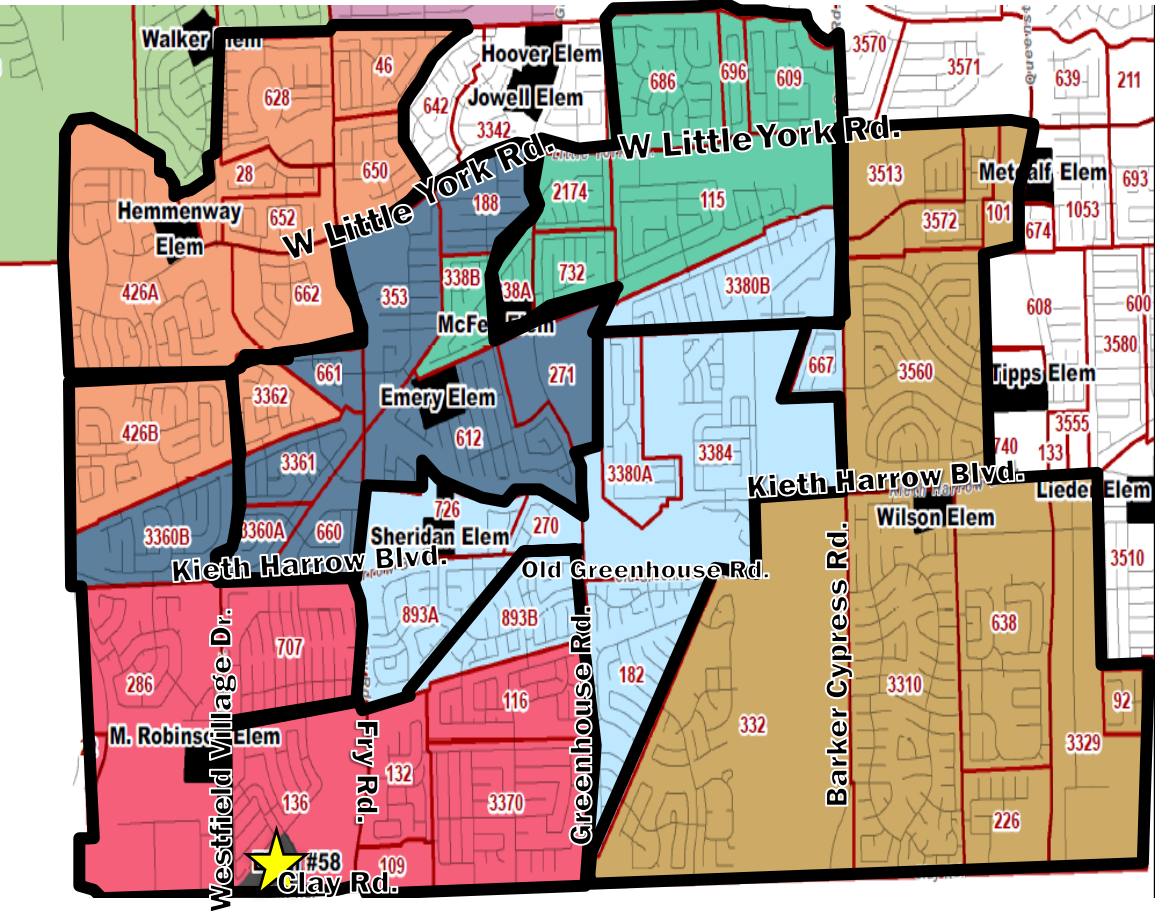 Walker Elem
46
628
642
Hoover Elem
Jowell Elem
3342
686
696
609
3570
3571
639
211
W Little York Rd.
W Little York Rd.
28
650
652
188
2174
115
3513
Metcalf Elem
693
Hemmenway
Elem
3572
101
1053
674
426A
662
353
338B
38A
732
3380B
608
600
McFee Elem
3580
661
271
667
3560
Tipps Elem
3362
Emery Elem
426B
612
3555
740
133
3361
3380A
3384
Kieth Harrow Blvd.
Lieder Elem
726
Wilson Elem
3360B
3360A
660
Sheridan Elem
270
3510
Kieth Harrow Blvd.
Old Greenhouse Rd.
893A
893B
638
707
286
182
3310
116
92
M. Robinson Elem
332
3329
Westfield Village Dr.
Fry Rd.
Greenhouse Rd.
Barker Cypress Rd.
132
136
3370
226
#58
109
Clay Rd.